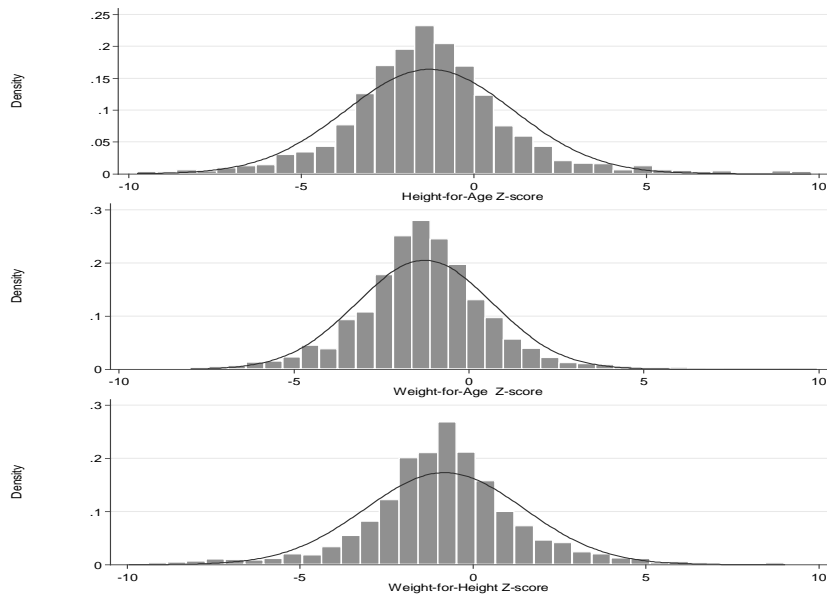 .25
.2
.15
.1
.05
0
Density
-10 -5 0 5 10
Height-for-Age Z-score
.3
.2
.1
0
Density
-10 -5 0 5 10
Weight-for-Age Z-score
.3
.2
.1
0
Density
-10 -5 0 5 10
Weight-for-Height Z-score